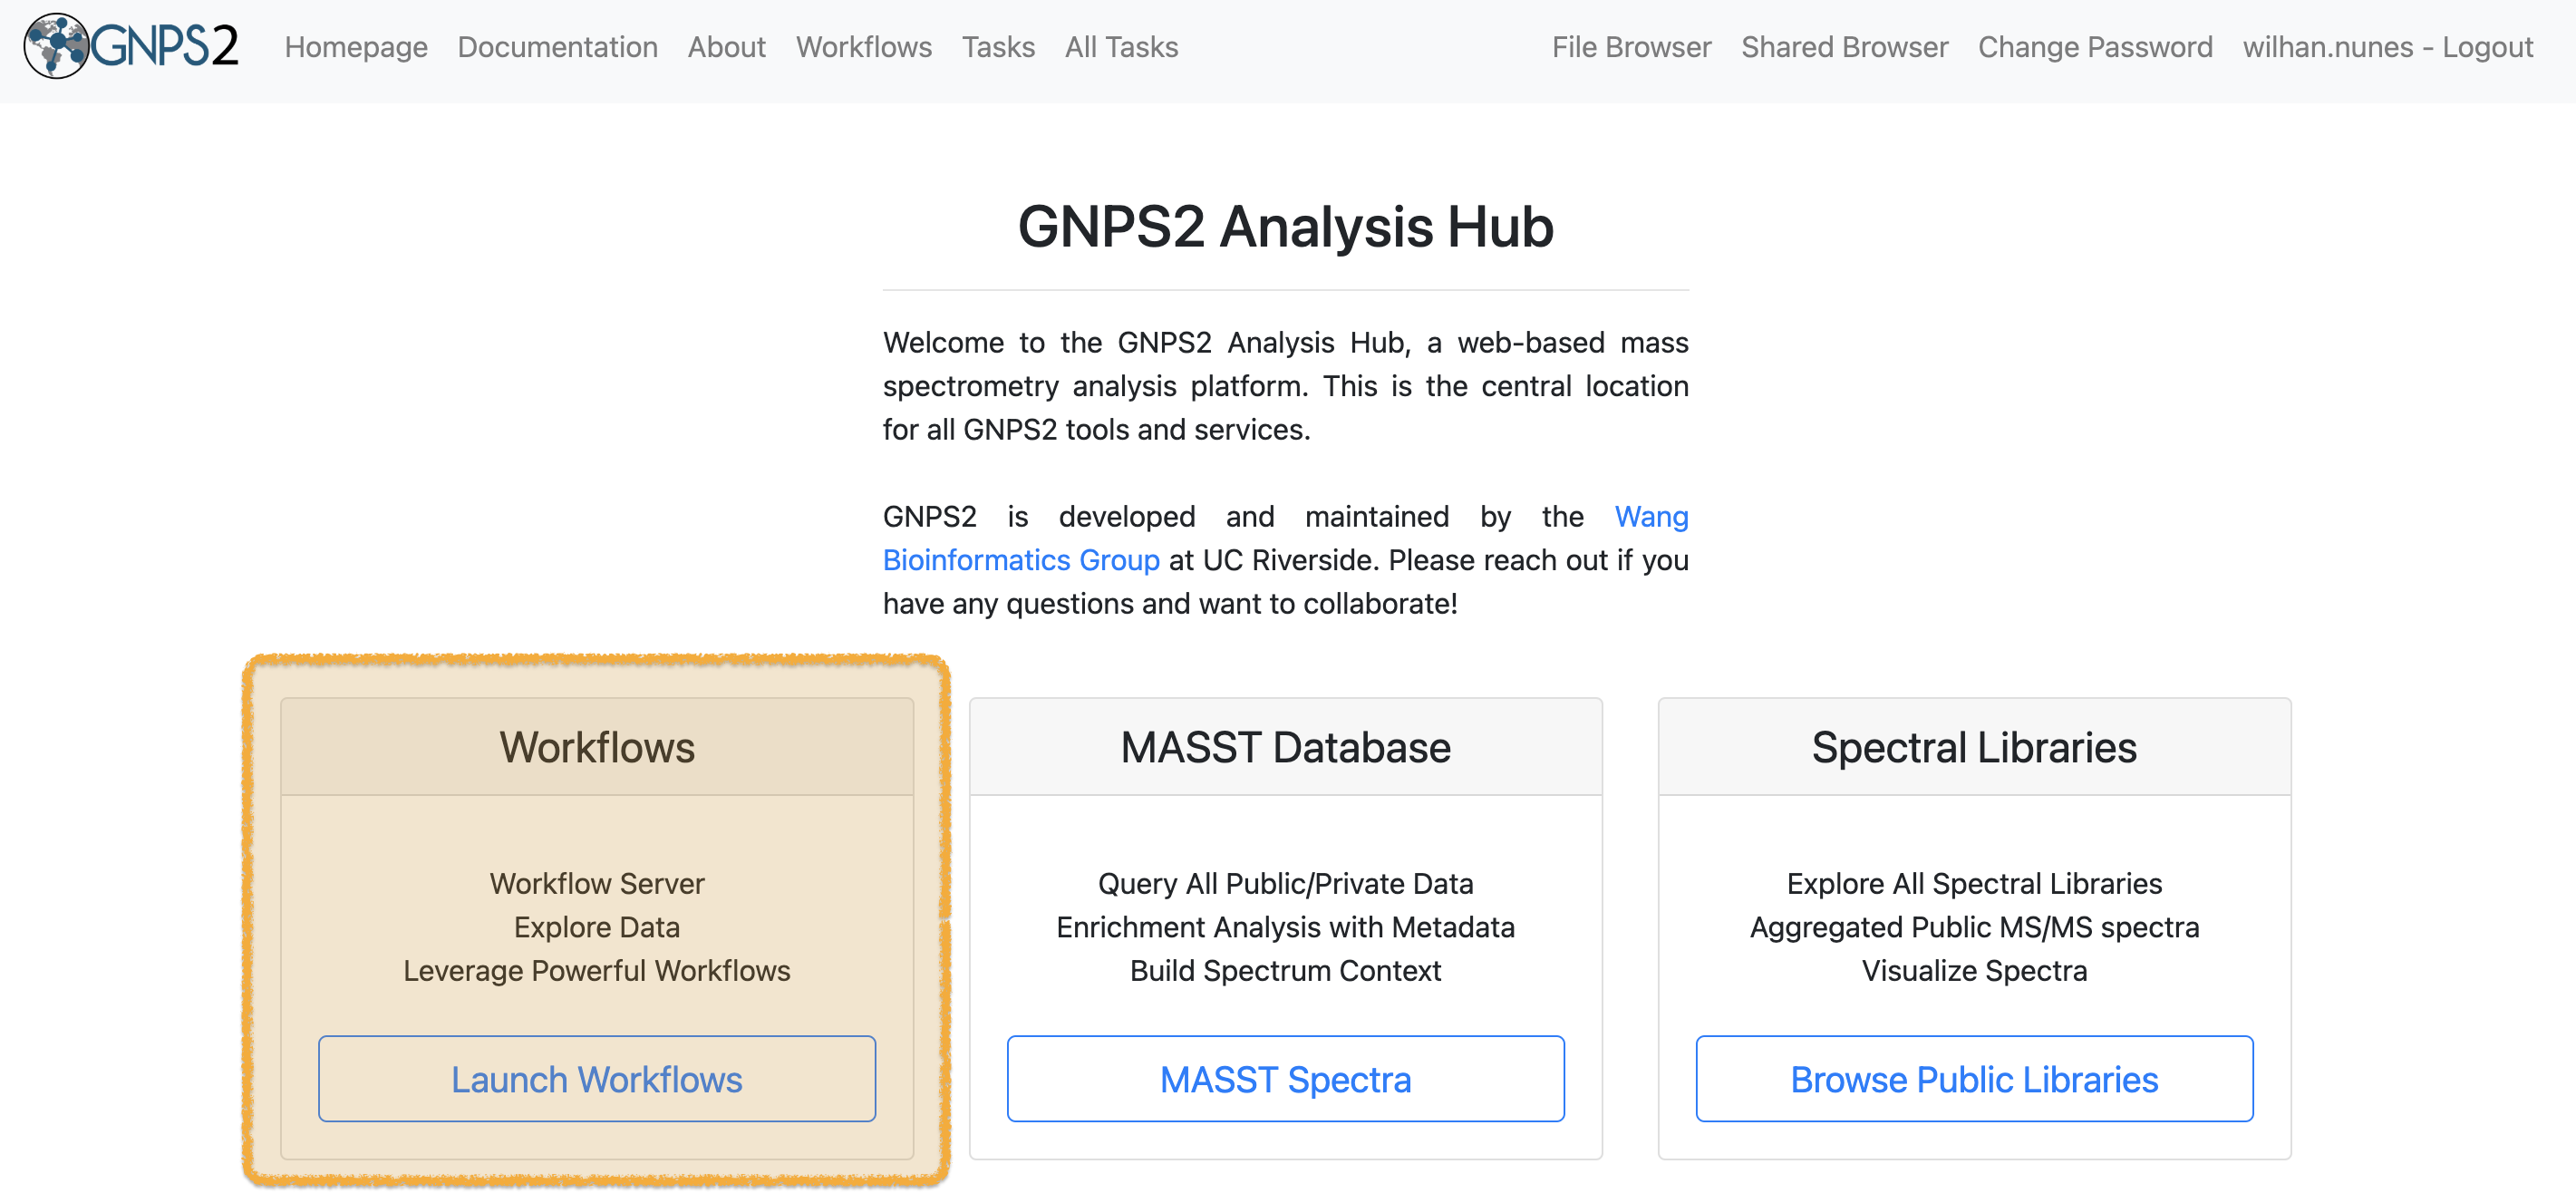 GNPS2 Homepage Documentation About Workflows Tasks All Tasks File Browser Shared Browser Change Password wilhan.nunes - Logout
GNPS2 Analysis Hub
Welcome to the GNPS2 Analysis Hub, a web-based mass
spectrometry analysis platform. This is the central location
for all GNPS2 tools and services.
GNPS2 is developed and maintained by the Wang
Bioinformatics Group at UC Riverside. Please reach out if you
have any questions and want to collaborate!
Workflows
Workflow Server
Explore Data
Leverage Powerful Workflows
Launch Workflows
MASST Database
Query All Public/Private Data
Enrichment Analysis with Metadata
Build Spectrum Context
MASST Spectra
Spectral Libraries
Explore All Spectral Libraries
Aggregated Public MS/MS spectra
Visualize Spectra
Browse Public Libraries